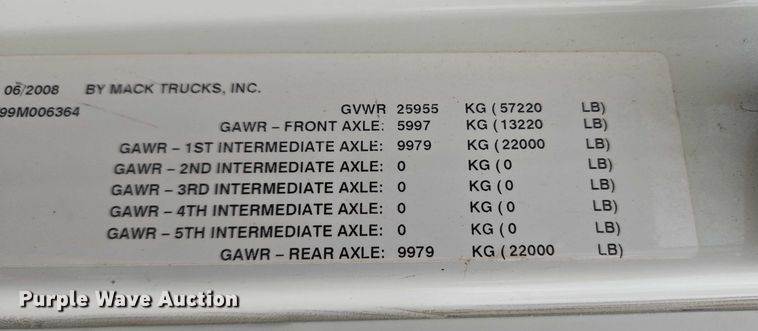 06/2008 BY MACK TRUCKS, INC.
99M006364
GVWR 25955 KG ( 57220 LB)
GAWR – FRONT AXLE: 5997 KG ( 13220 LB)
GAWR – 1ST INTERMEDIATE AXLE: 9979 KG ( 22000 LB)
GAWR – 2ND INTERMEDIATE AXLE: 0 KG ( 0 LB)
GAWR – 3RD INTERMEDIATE AXLE: 0 KG ( 0 LB)
GAWR – 4TH INTERMEDIATE AXLE: 0 KG ( 0 LB)
GAWR – 5TH INTERMEDIATE AXLE: 0 KG ( 0 LB)
GAWR – REAR AXLE: 9979 KG ( 22000 LB)
Purple Wave Auction